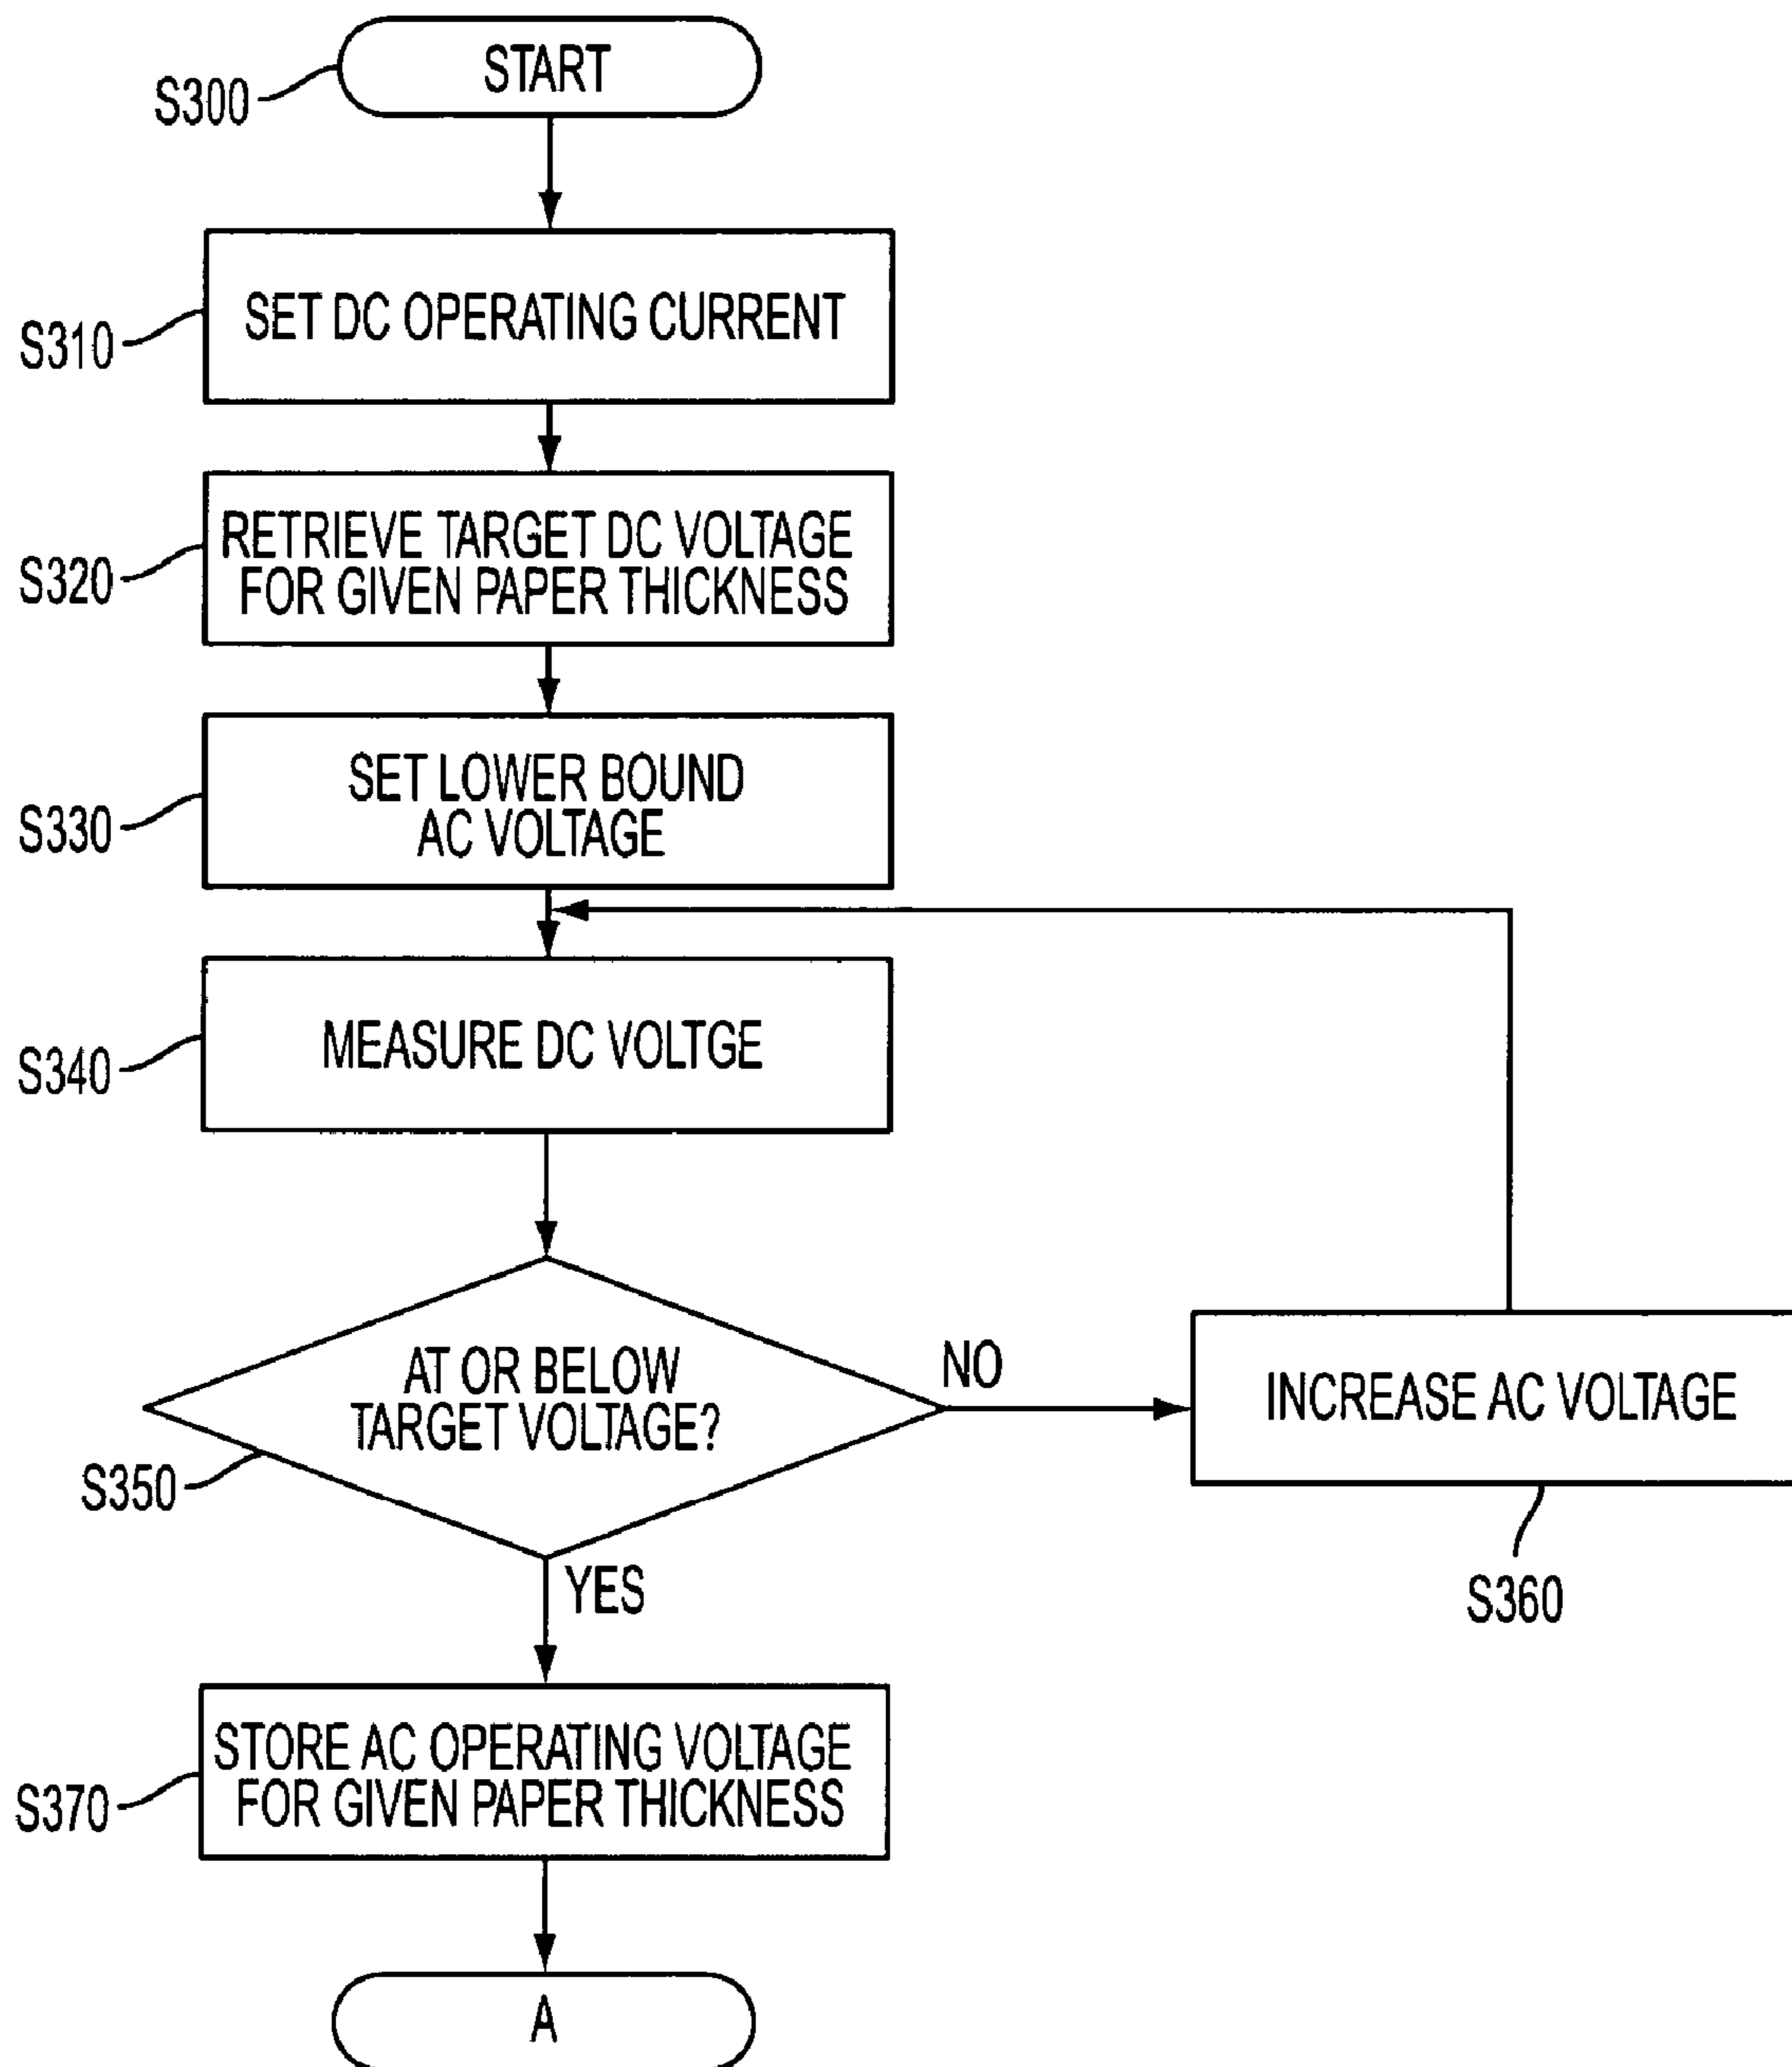 START
S300
SET DC OPERATING CURRENT
S310
RETRIEVE TARGET DC VOLTAGE
FOR GIVEN PAPER THICKNESS
S320
SET LOWER BOUND
AC VOLTAGE
S330
MEASURE DC VOLTGE
S340
AT OR BELOW
TARGET VOLTAGE?
S350
NO
INCREASE AC VOLTAGE
S360
YES
STORE AC OPERATING VOLTAGE
FOR GIVEN PAPER THICKNESS
S370
A